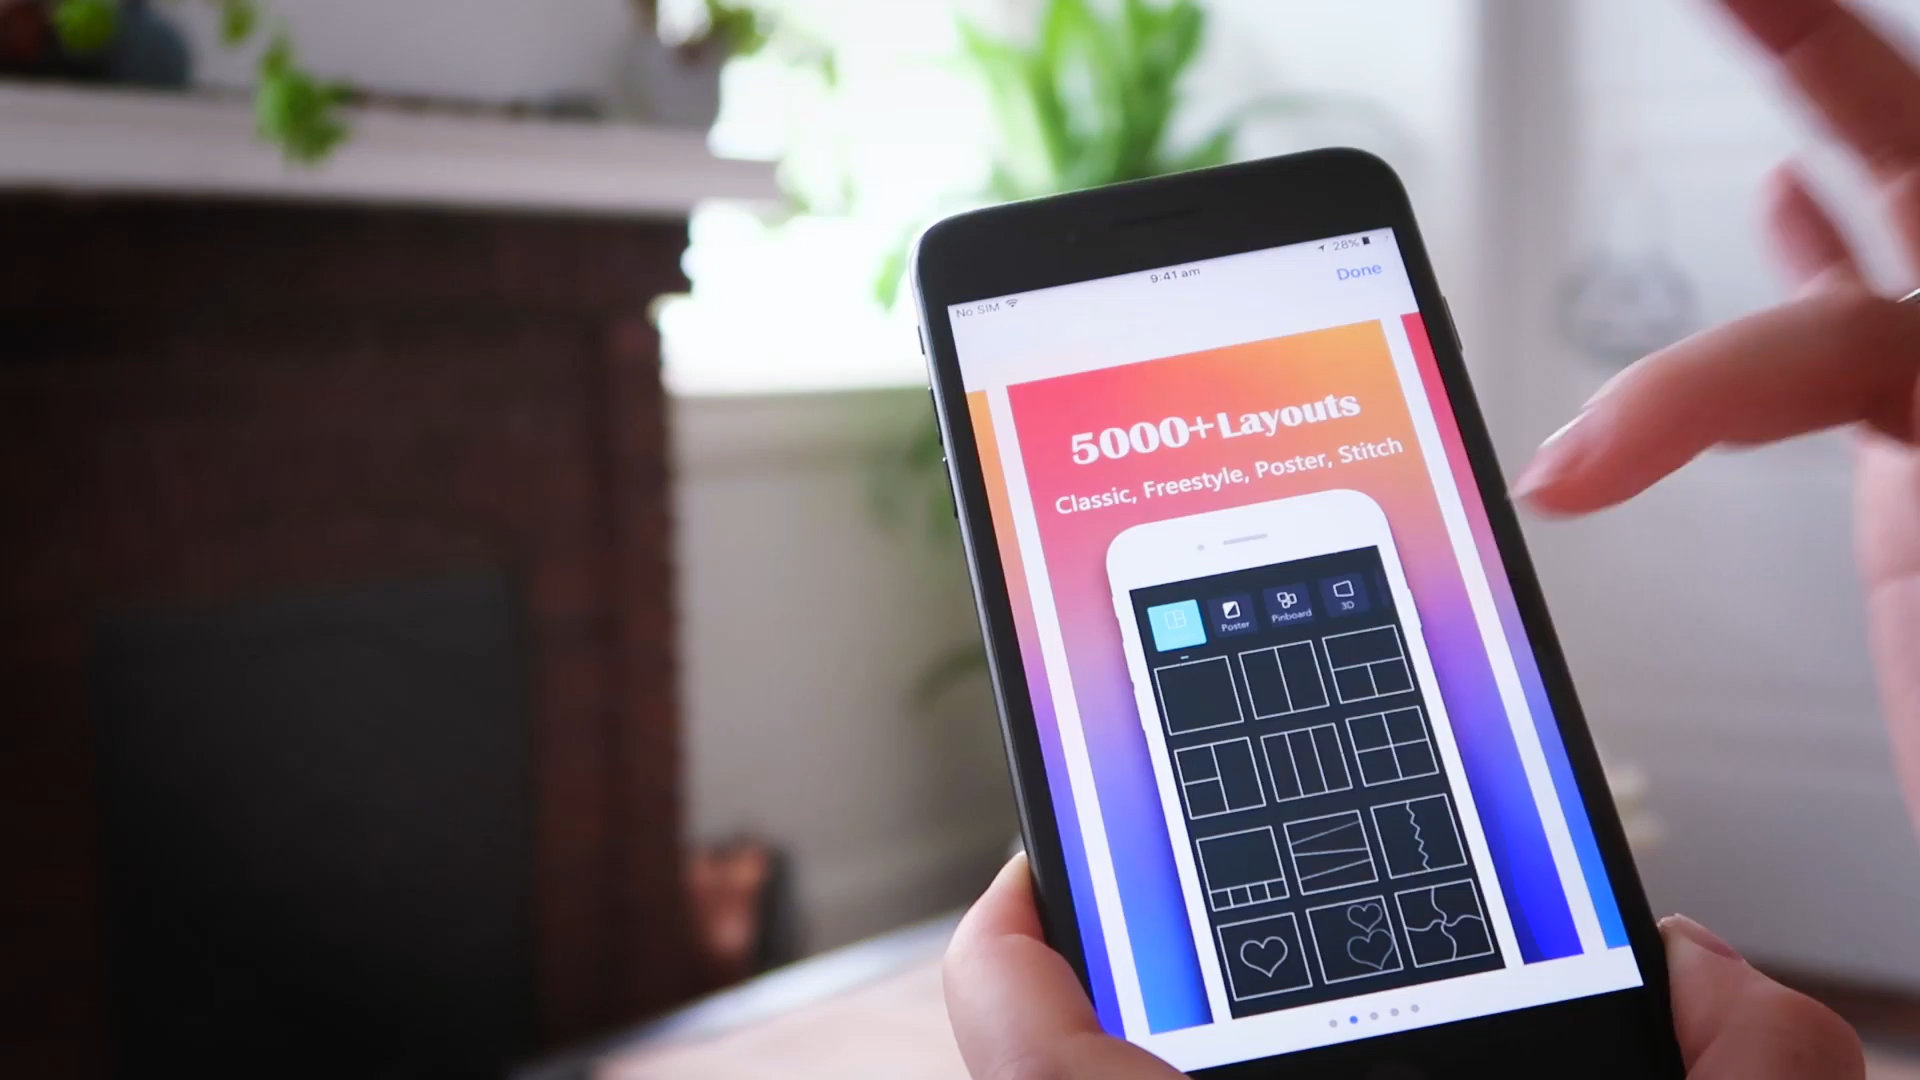 No SIM
9:41 am
28%
Done
5000+Layouts
Classic, Freestyle, Poster, Stitch
Poster
Pinboard
3D